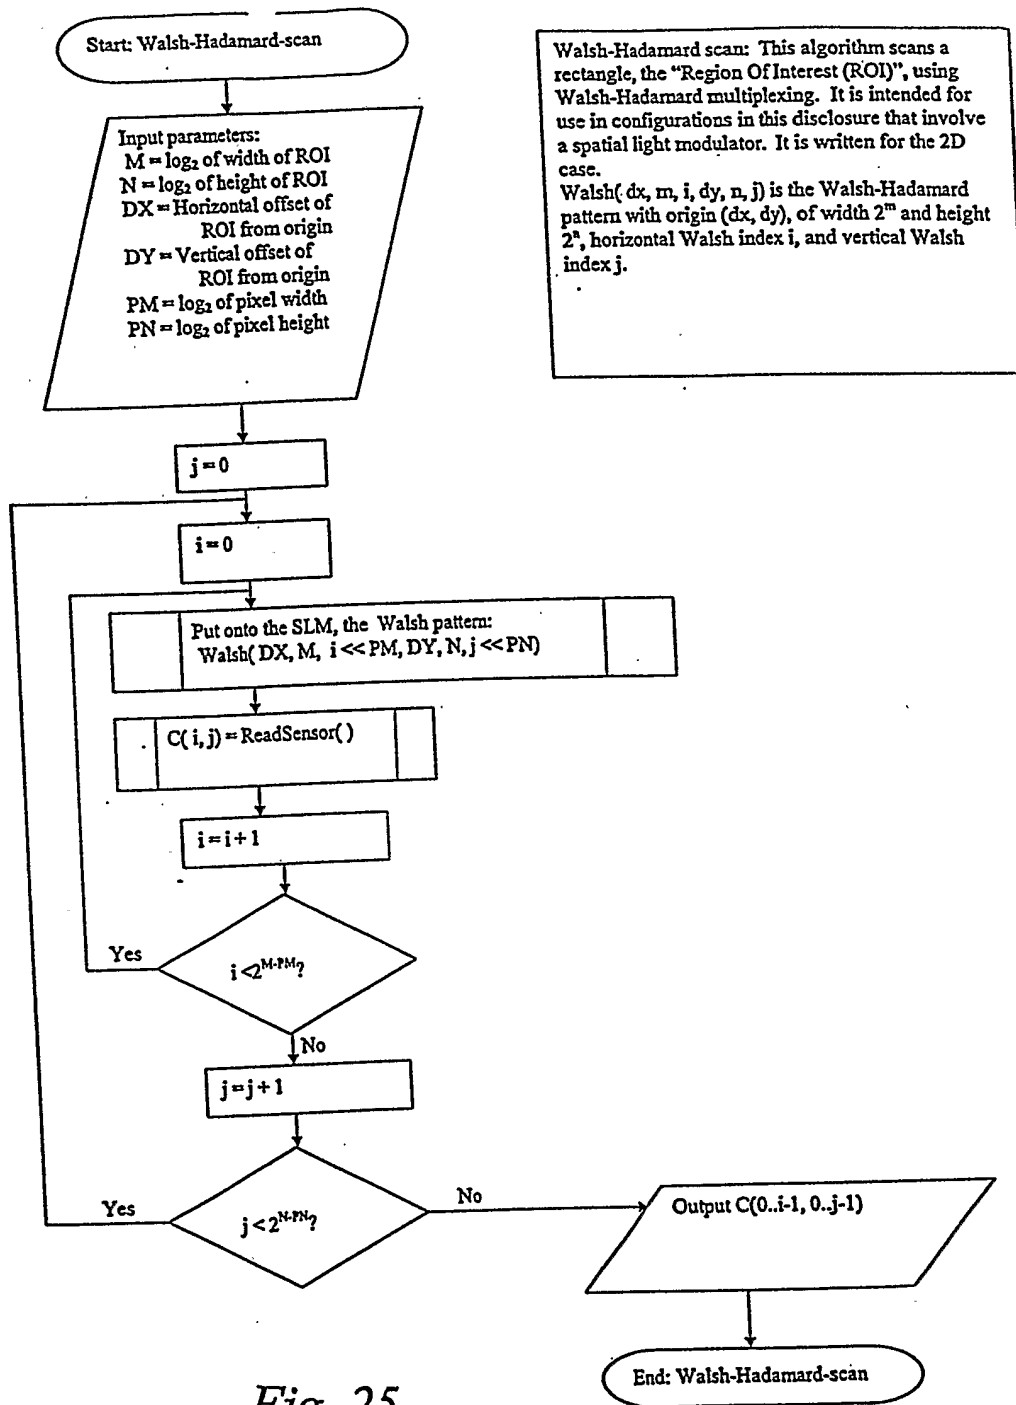 Start: Walsh-Hadamard-scan
Input parameters:
M = log₂ of width of ROI
N = log₂ of height of ROI
DX = Horizontal offset of
ROI from origin
DY = Vertical offset of
ROI from origin
PM = log₂ of pixel width
PN = log₂ of pixel height
Walsh-Hadamard scan: This algorithm scans a
rectangle, the “Region Of Interest (ROI)”, using
Walsh-Hadamard multiplexing. It is intended for
use in configurations in this disclosure that involve
a spatial light modulator. It is written for the 2D
case.
Walsh( dx, m, i, dy, n, j) is the Walsh-Hadamard
pattern with origin (dx, dy), of width 2ᵐ and height
2ⁿ, horizontal Walsh index i, and vertical Walsh
index j.
j = 0
i = 0
Put onto the SLM, the Walsh pattern:
Walsh( DX, M, i << PM, DY, N, j << PN)
C( i, j) = ReadSensor( )
i = i + 1
i < 2^M-PM?
Yes
No
j = j + 1
j < 2^N-PN?
Yes
No
Output C(0..i-1, 0..j-1)
End: Walsh-Hadamard-scan
Fig. 25